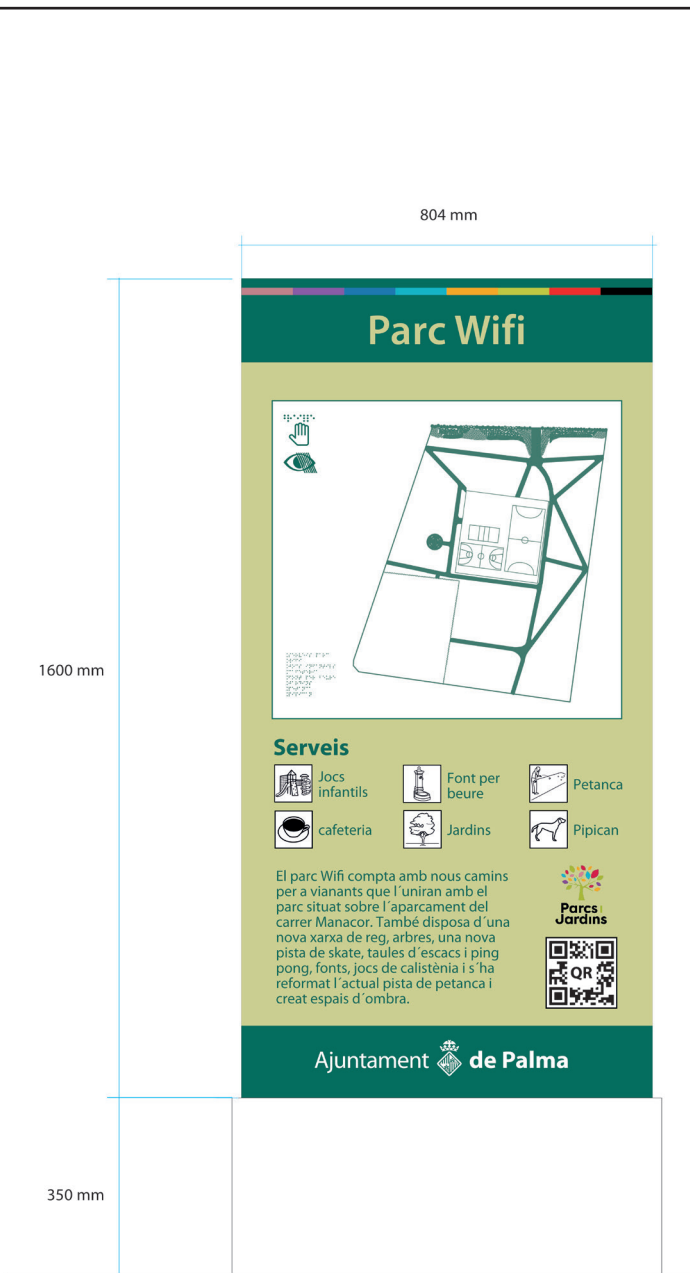 804 mm
Parc Wifi
1600 mm
Serveis
Jocs
infantils
Font per
beure
Petanca
cafeteria
Jardins
Pipican
El parc Wifi compta amb nous camins
per a vianants que l´uniran amb el
parc situat sobre l´aparcament del
carrer Manacor. També disposa d´una
nova xarxa de reg, arbres, una nova
pista de skate, taules d´escacs i ping
pong, fonts, jocs de calistènia i s´ha
reformat l´actual pista de petanca i
creat espais d´ombra.
Parcs
Jardins
QR
Ajuntament de Palma
350 mm